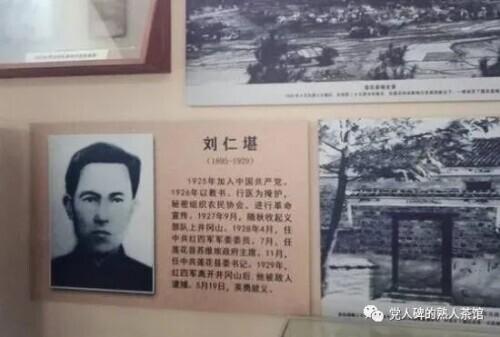 刘仁堪
(1895-1929)
1925年加入中国共产党。
1926年以教书、行医为掩护,
秘密组织农民协会、进行革命
宣传。1927年9月,随秋收起义
部队上井冈山。1928年4月,任
中共红四军军委委员。7月,任
莲花县苏维埃政府主席。11月,
任中共莲花县委书记。1929年,
红四军离开井冈山后,他被敌人
逮捕。5月19日,英勇就义。
党人碑的熟人茶馆